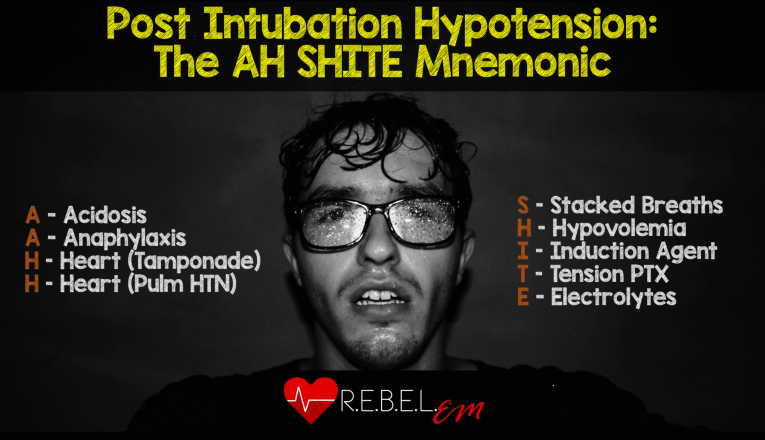 Post Intubation Hypotension:
The AH SHITE Mnemonic
A - Acidosis
A - Anaphylaxis
H - Heart (Tamponade)
H - Heart (Pulm HTN)
S - Stacked Breaths
H - Hypovolemia
I - Induction Agent
T - Tension PTX
E - Electrolytes
R.E.B.E.L. EM